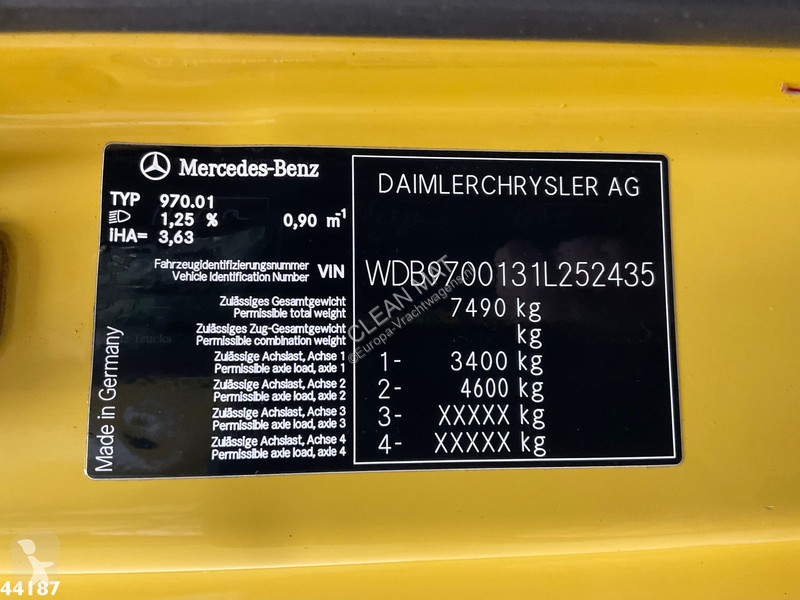 Mercedes-Benz
TYP 970.01
1,25 % 0,90 m-1
iHA= 3,63
Fahrzeugidentifizierungsnummer
Vehicle Identification Number VIN
Zulässiges Gesamtgewicht
Permissible total weight
Zulässiges Zug-Gesamtgewicht
Permissible combination weight
Zulässige Achslast, Achse 1
Permissible axle load, axle 1
Zulässige Achslast, Achse 2
Permissible axle load, axle 2
Zulässige Achslast, Achse 3
Permissible axle load, axle 3
Zulässige Achslast, Achse 4
Permissible axle load, axle 4
Made in Germany
DAIMLERCHRYSLER AG
WDB9700131L252435
7490 kg
kg
1- 3400 kg
2- 4600 kg
3- XXXXX kg
4- XXXXX kg
CLEAN MAT
©Europa-Vrachtwagens.nl
Trucks
44187